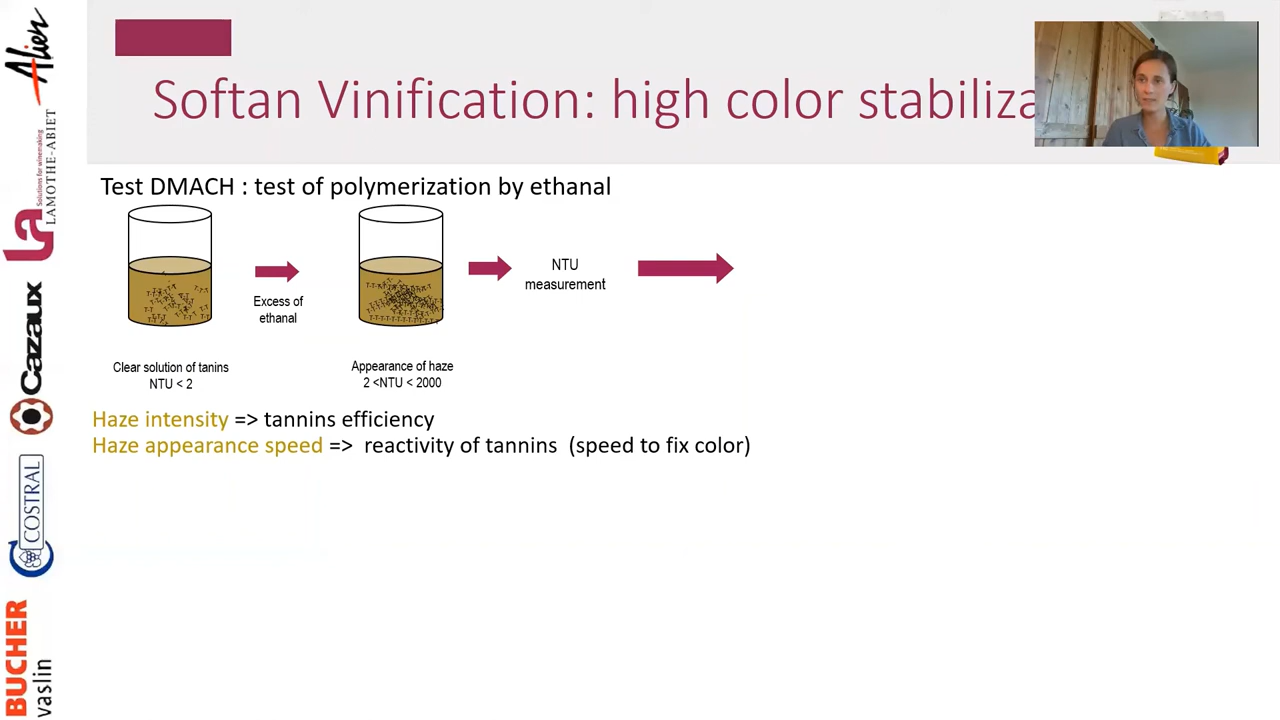 Softan Vinification: high color stabiliza
Test DMACH : test of polymerization by ethanal
Excess of
ethanal
NTU
measurement
Clear solution of tanins
NTU < 2
Appearance of haze
2 <NTU < 2000
Haze intensity => tannins efficiency
Haze appearance speed => reactivity of tannins (speed to fix color)
Alien
La
Solutions for winemaking
LAMOTHE-ABIET
Cazaux
COSTRAL
BUCHER
vaslin